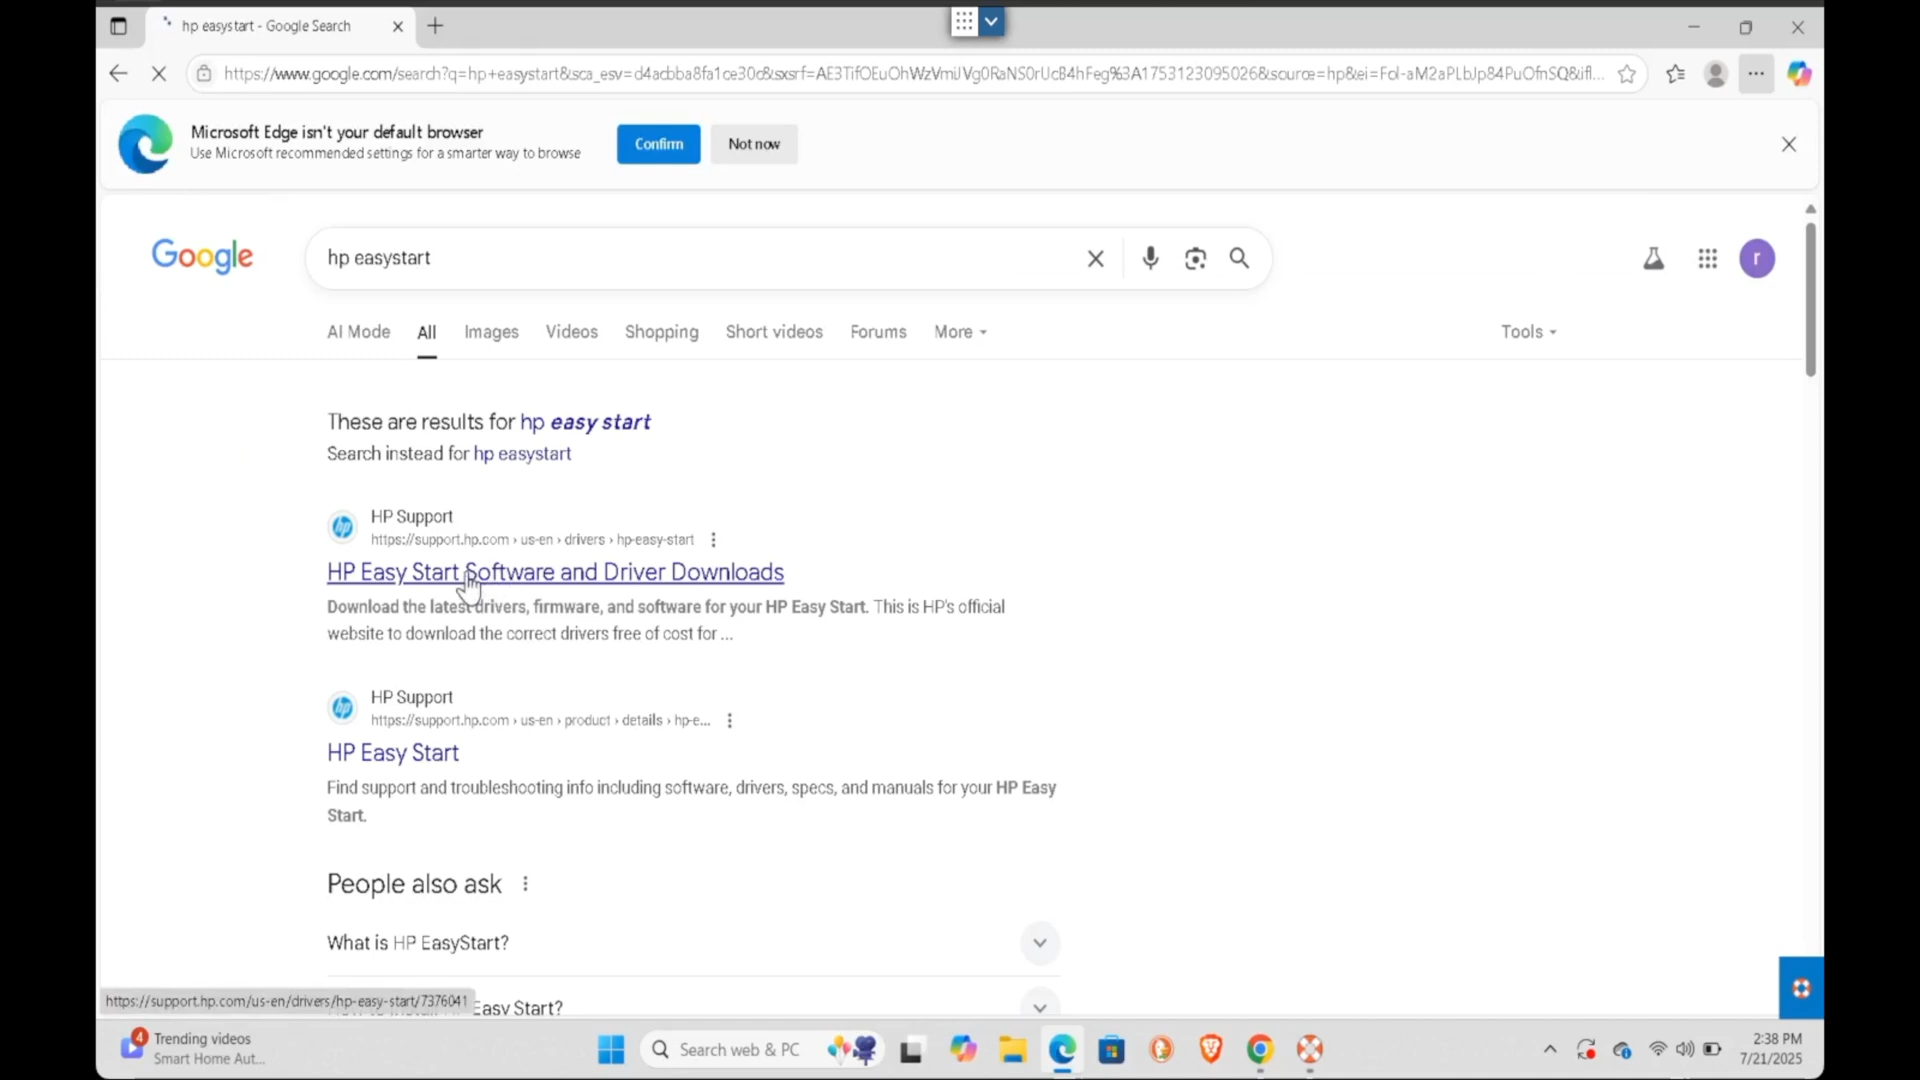 hp easystart - Google Search
https://www.google.com/search?q=hp+easystart&sca_esv=d4acbba8fa1ce30c&sxsrf=AE3TifOEuOhWzVmiJVg0RaNS0rUcB4hFeg%3A1753123095026&source=hp&ei=FoI-aM2aPLbJp84PuOfnSQ&ifl...
Microsoft Edge isn't your default browser
Use Microsoft recommended settings for a smarter way to browse
Confirm
Not now
Google
hp easystart
r
AI Mode
All
Images
Videos
Shopping
Short videos
Forums
More
Tools
These are results for hp easy start
Search instead for hp easystart
hp
HP Support
https://support.hp.com › us-en › drivers › hp-easy-start
HP Easy Start Software and Driver Downloads
Download the latest drivers, firmware, and software for your HP Easy Start. This is HP's official
website to download the correct drivers free of cost for ...
hp
HP Support
https://support.hp.com › us-en › product › details › hp-e...
HP Easy Start
Find support and troubleshooting info including software, drivers, specs, and manuals for your HP Easy
Start.
People also ask
What is HP EasyStart?
https://support.hp.com/us-en/drivers/hp-easy-start/7376041
Easy Start?
4
Trending videos
Smart Home Aut...
Search web & PC
2:38 PM
7/21/2025